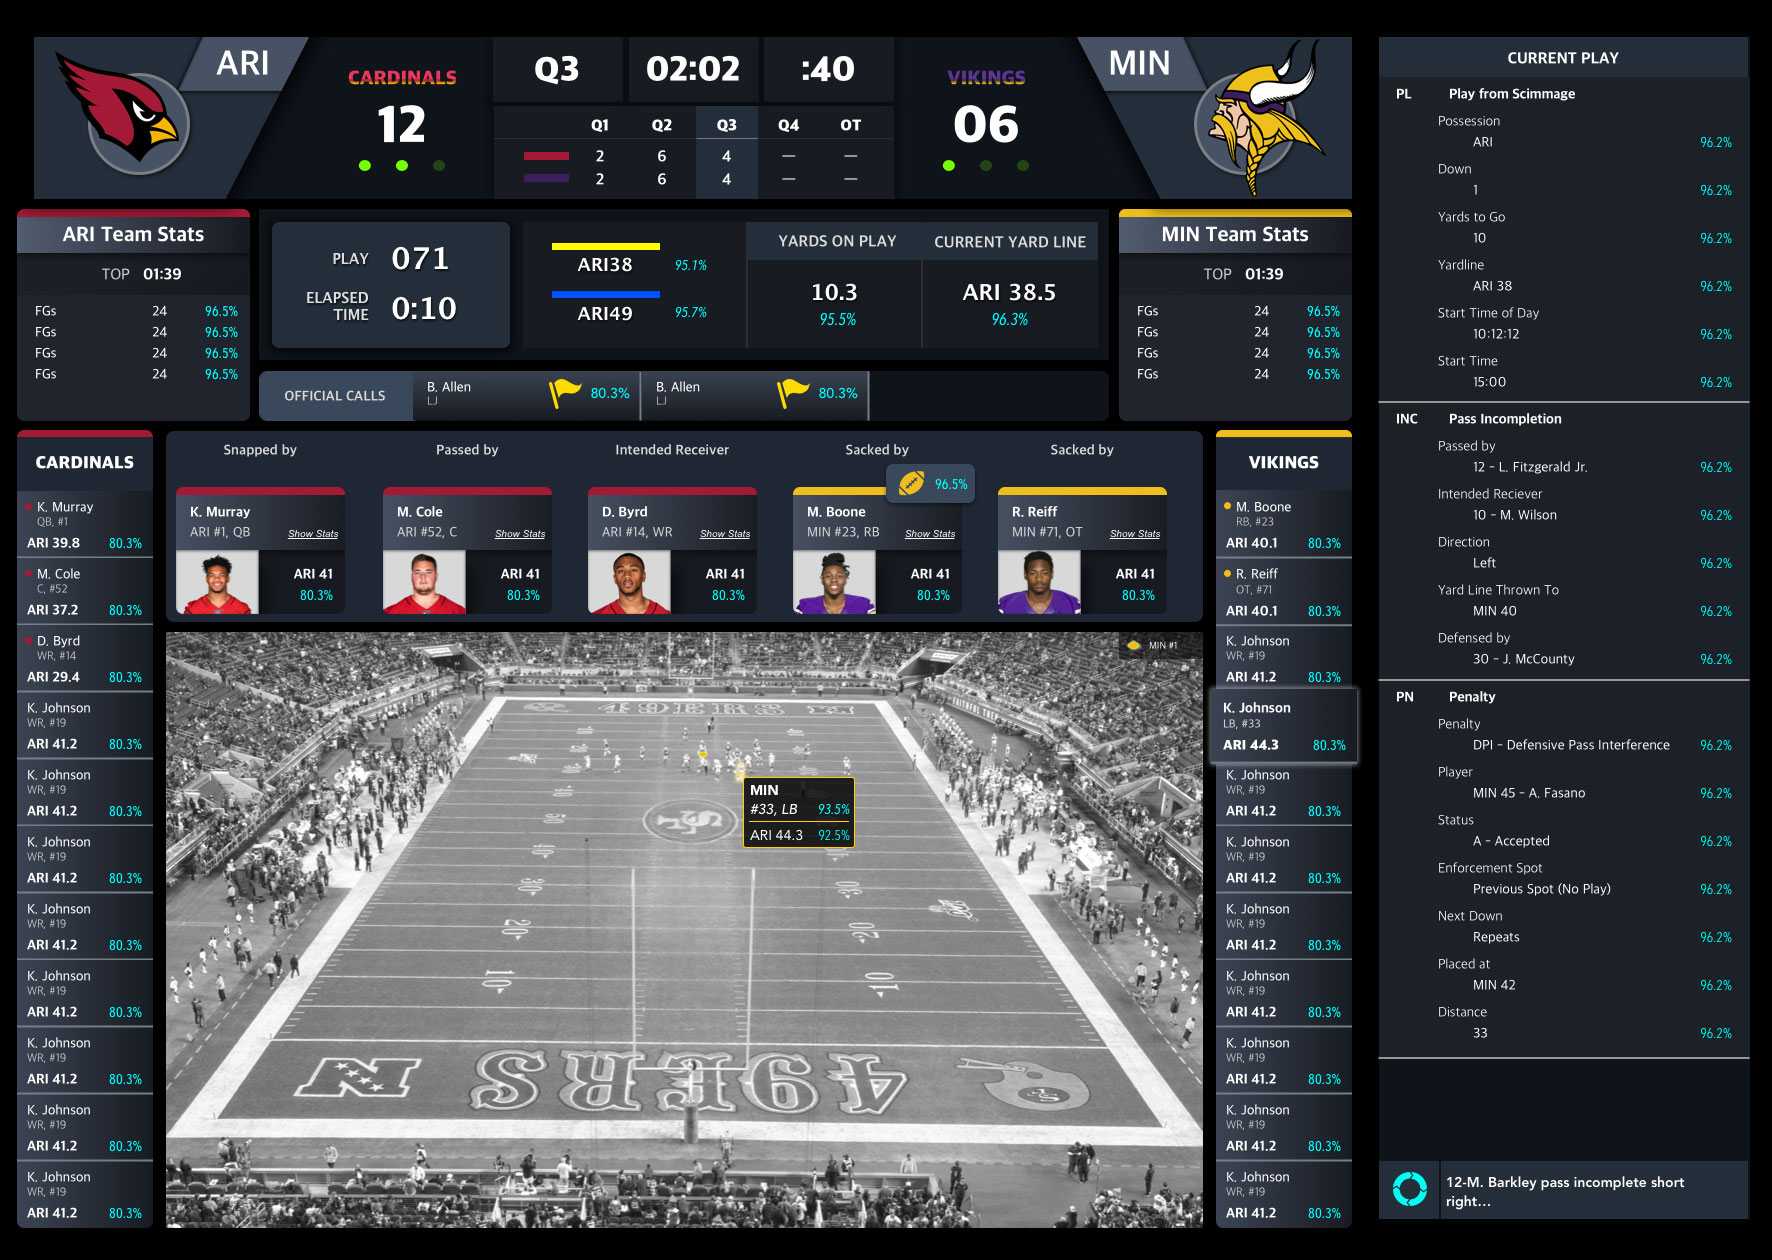 ARI
CARDINALS
12
Q3
02:02
:40
Q1 Q2 Q3 Q4 OT
2 6 4 — —
2 6 4 — —
VIKINGS
06
MIN
ARI Team Stats
TOP 01:39
FGs 24 96.5%
FGs 24 96.5%
FGs 24 96.5%
FGs 24 96.5%
PLAY 071
ELAPSED
TIME 0:10
ARI38 95.1%
ARI49 95.7%
YARDS ON PLAY
10.3
95.5%
CURRENT YARD LINE
ARI 38.5
96.3%
OFFICIAL CALLS
B. Allen
LJ
80.3%
B. Allen
LJ
80.3%
MIN Team Stats
TOP 01:39
FGs 24 96.5%
FGs 24 96.5%
FGs 24 96.5%
FGs 24 96.5%
CARDINALS
K. Murray
QB, #1
ARI 39.8 80.3%
M. Cole
C, #52
ARI 37.2 80.3%
D. Byrd
WR, #14
ARI 29.4 80.3%
K. Johnson
WR, #19
ARI 41.2 80.3%
K. Johnson
WR, #19
ARI 41.2 80.3%
K. Johnson
WR, #19
ARI 41.2 80.3%
K. Johnson
WR, #19
ARI 41.2 80.3%
K. Johnson
WR, #19
ARI 41.2 80.3%
K. Johnson
WR, #19
ARI 41.2 80.3%
K. Johnson
WR, #19
ARI 41.2 80.3%
K. Johnson
WR, #19
ARI 41.2 80.3%
Snapped by
K. Murray
ARI #1, QB Show Stats
ARI 41
80.3%
Passed by
M. Cole
ARI #52, C Show Stats
ARI 41
80.3%
Intended Receiver
D. Byrd
ARI #14, WR Show Stats
ARI 41
80.3%
Sacked by
96.5%
M. Boone
MIN #23, RB Show Stats
ARI 41
80.3%
Sacked by
R. Reiff
MIN #71, OT Show Stats
ARI 41
80.3%
MIN #1
49ERS
MIN
#33, LB 93.5%
ARI 44.3 92.5%
40
30
20 20
10 10
49ERS
VIKINGS
M. Boone
RB, #23
ARI 40.1 80.3%
R. Reiff
OT, #71
ARI 40.1 80.3%
K. Johnson
WR, #19
ARI 41.2 80.3%
K. Johnson
LB, #33
ARI 44.3 80.3%
K. Johnson
WR, #19
ARI 41.2 80.3%
K. Johnson
WR, #19
ARI 41.2 80.3%
K. Johnson
WR, #19
ARI 41.2 80.3%
K. Johnson
WR, #19
ARI 41.2 80.3%
K. Johnson
WR, #19
ARI 41.2 80.3%
K. Johnson
WR, #19
ARI 41.2 80.3%
K. Johnson
WR, #19
ARI 41.2 80.3%
CURRENT PLAY
PL Play from Scimmage
Possession
ARI 96.2%
Down
1 96.2%
Yards to Go
10 96.2%
Yardline
ARI 38 96.2%
Start Time of Day
10:12:12 96.2%
Start Time
15:00 96.2%
INC Pass Incompletion
Passed by
12 – L. Fitzgerald Jr. 96.2%
Intended Reciever
10 – M. Wilson 96.2%
Direction
Left 96.2%
Yard Line Thrown To
MIN 40 96.2%
Defensed by
30 – J. McCounty 96.2%
PN Penalty
Penalty
DPI – Defensive Pass Interference 96.2%
Player
MIN 45 – A. Fasano 96.2%
Status
A – Accepted 96.2%
Enforcement Spot
Previous Spot (No Play) 96.2%
Next Down
Repeats 96.2%
Placed at
MIN 42 96.2%
Distance
33 96.2%
12-M. Barkley pass incomplete short
right...